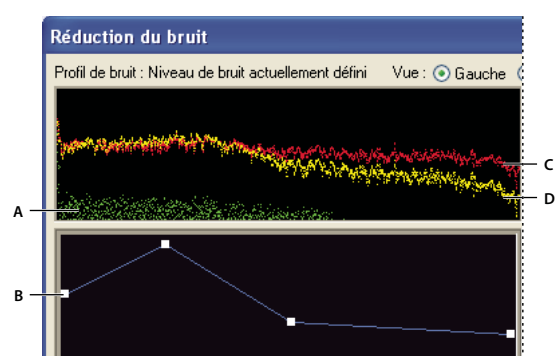 Réduction du bruit
Profil de bruit : Niveau de bruit actuellement défini Vue : Gauche
C
D
A
B